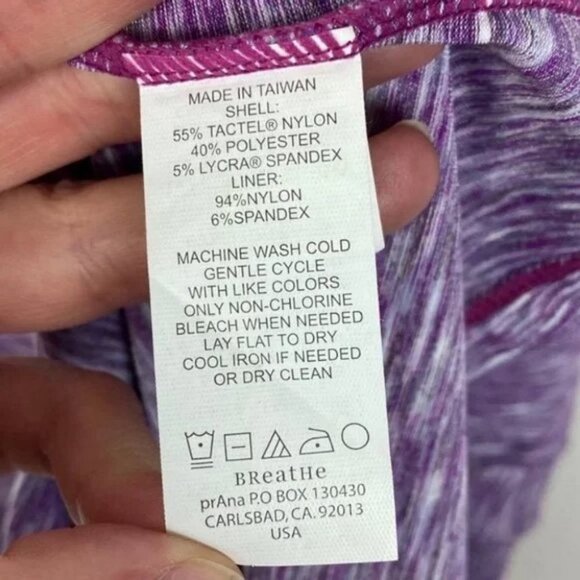 MADE IN TAIWAN
SHELL:
55% TACTEL® NYLON
40% POLYESTER
5% LYCRA® SPANDEX
LINER:
94%NYLON
6%SPANDEX
MACHINE WASH COLD
GENTLE CYCLE
WITH LIKE COLORS
ONLY NON-CHLORINE
BLEACH WHEN NEEDED
LAY FLAT TO DRY
COOL IRON IF NEEDED
OR DRY CLEAN
BReatHe
prAna P.O BOX 130430
CARLSBAD, CA. 92013
USA